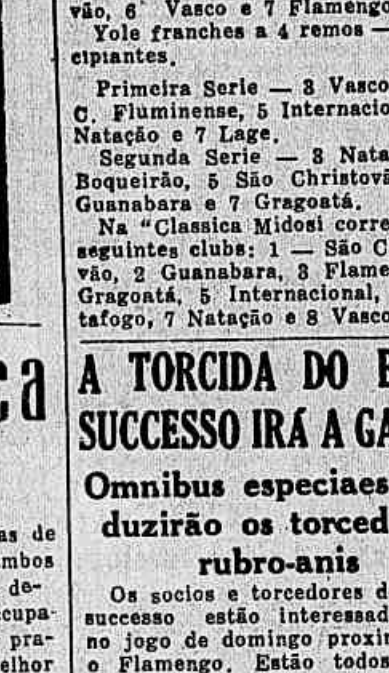 vão, 6 Vasco e 7 Flamengo
Yole franches a 4 remos —
cipiantes.
Primeira Serie — 3 Vasco
C. Fluminense, 5 Internacio
Natação e 7 Lage.
Segunda Serie — 3 Nata
Boqueirão, 5 São Christovã
Guanabara e 7 Gragoatá.
Na "Classica Midosi corre
seguintes clubs: 1 — São C
vão, 2 Guanabara, 3 Flame
Gragoatá, 5 Internacional,
tafogo, 7 Natação e 8 Vasco
A TORCIDA DO
SUCCESSO IRÁ A GA
Omnibus especiaes
duzirão os torced
rubro-anis
Os socios e torcedores d
successo estão interessad
no jogo de domingo proxim
o Flamengo. Estão todos
ça
as de
mbos
de-
ccupa-
pra-
elhor